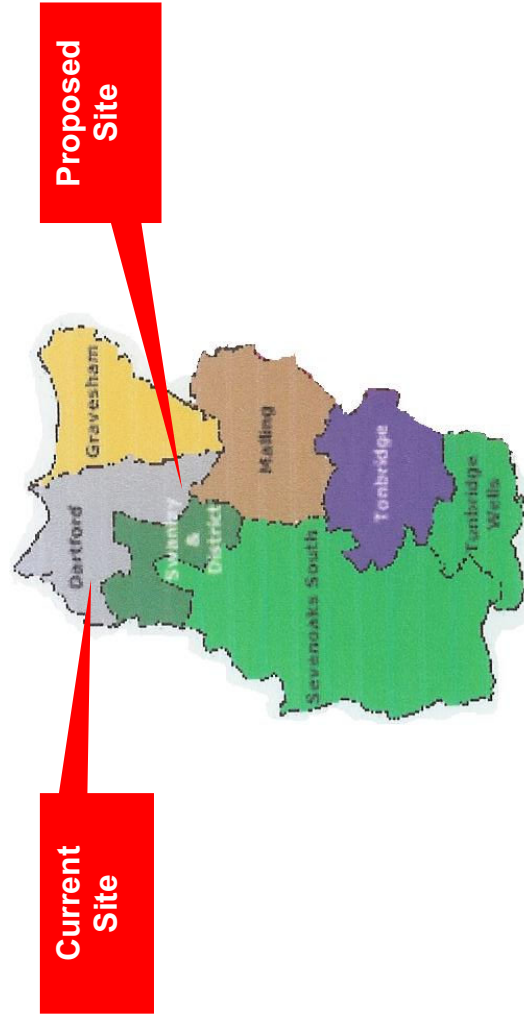 Current
Site
Proposed
Site
Dartford
Gravesham
Swanley
&
District
Malling
Sevenoaks South
Tonbridge
Tonbridge
Wells